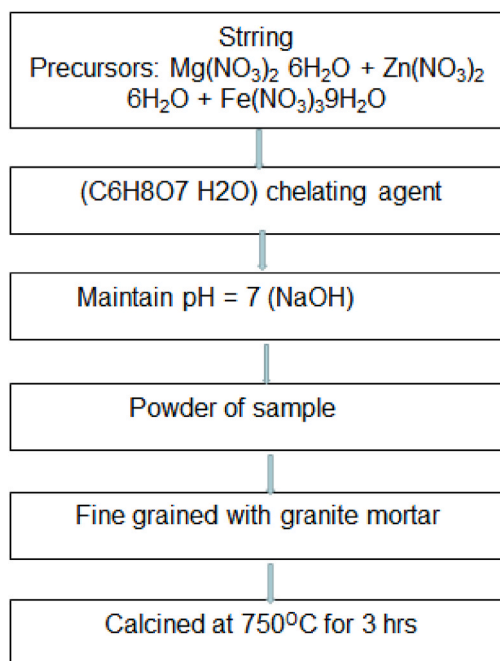 Strring
Precursors: Mg(NO₃)₂ 6H₂O + Zn(NO₃)₂
6H₂O + Fe(NO₃)₃9H₂O
(C6H8O7 H2O) chelating agent
Maintain pH = 7 (NaOH)
Powder of sample
Fine grained with granite mortar
Calcined at 750⁰C for 3 hrs